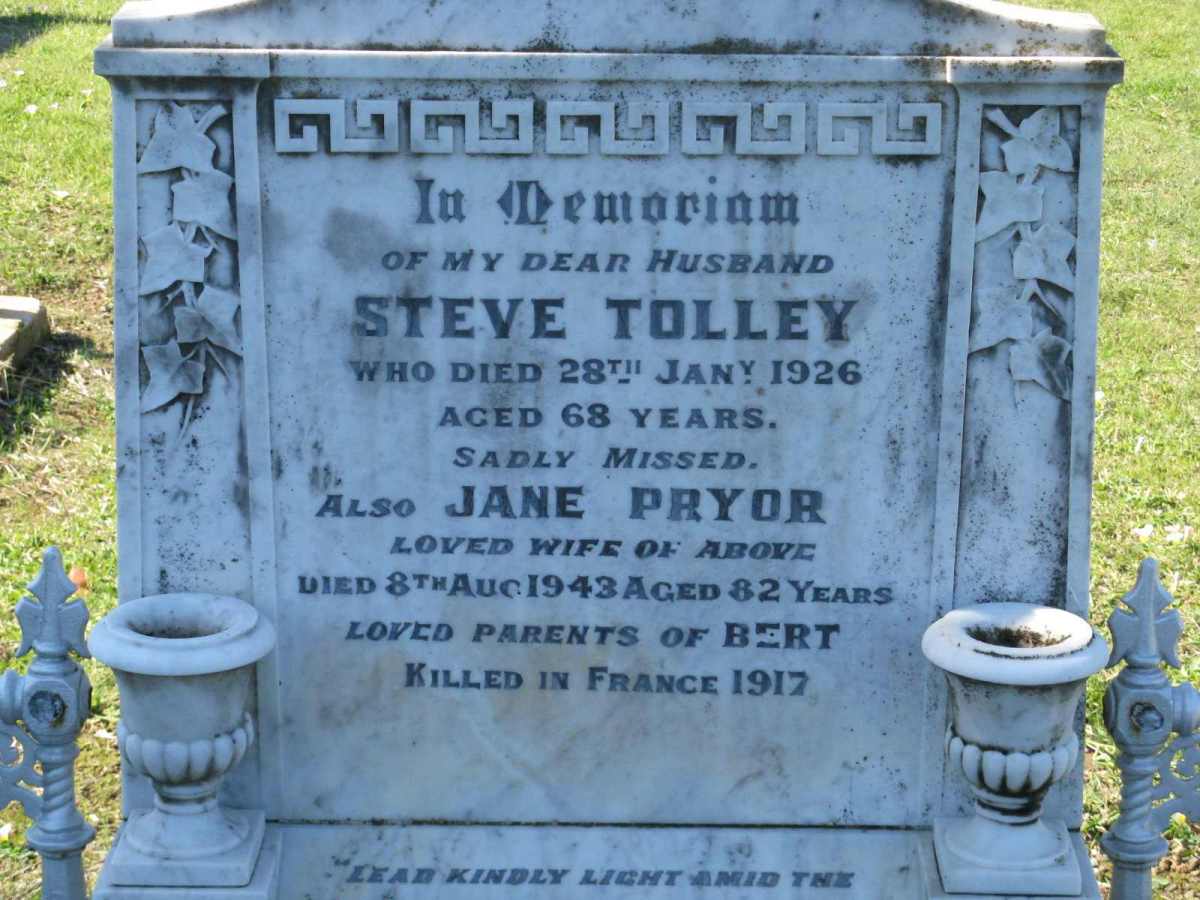 In Memoriam
OF MY DEAR HUSBAND
STEVE TOLLEY
WHO DIED 28TH JANY. 1926
AGED 68 YEARS.
SADLY MISSED.
ALSO JANE PRYOR
LOVED WIFE OF ABOVE
DIED 8TH AUG. 1943 AGED 82 YEARS
LOVED PARENTS OF BERT
KILLED IN FRANCE 1917
LEAD KINDLY LIGHT AMID THE